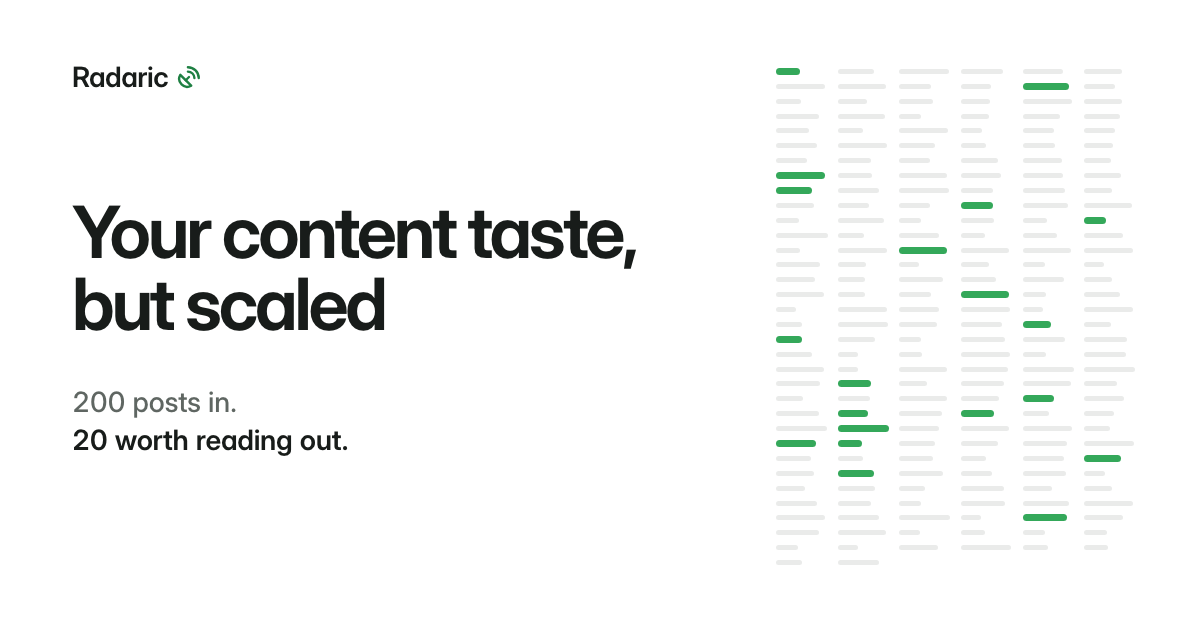 Radaric
Your content taste,
but scaled
200 posts in.
20 worth reading out.